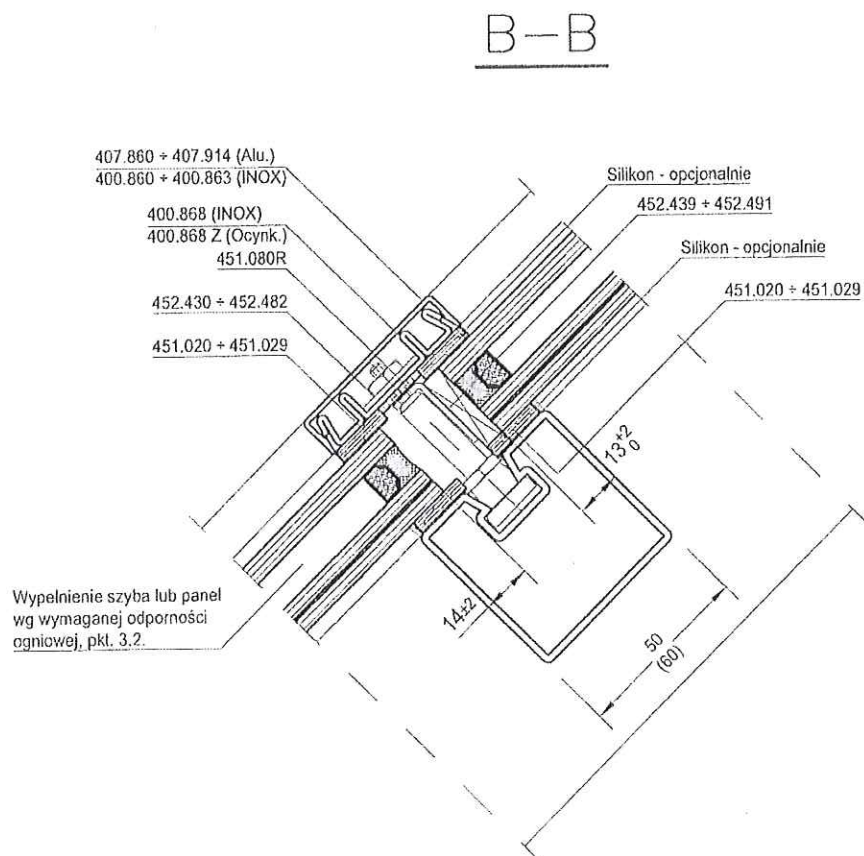 B-B
407.860 ÷ 407.914 (Alu.)
400.860 ÷ 400.863 (INOX)
400.868 (INOX)
400.868 Z (Ocynk.)
451.080R
452.430 ÷ 452.482
451.020 ÷ 451.029
Silikon - opcjonalnie
452.439 ÷ 452.491
Silikon - opcjonalnie
451.020 ÷ 451.029
13 +2 0
14±2
50
(60)
Wypełnienie szyba lub panel
wg wymaganej odporności
ogniowej, pkt. 3.2.